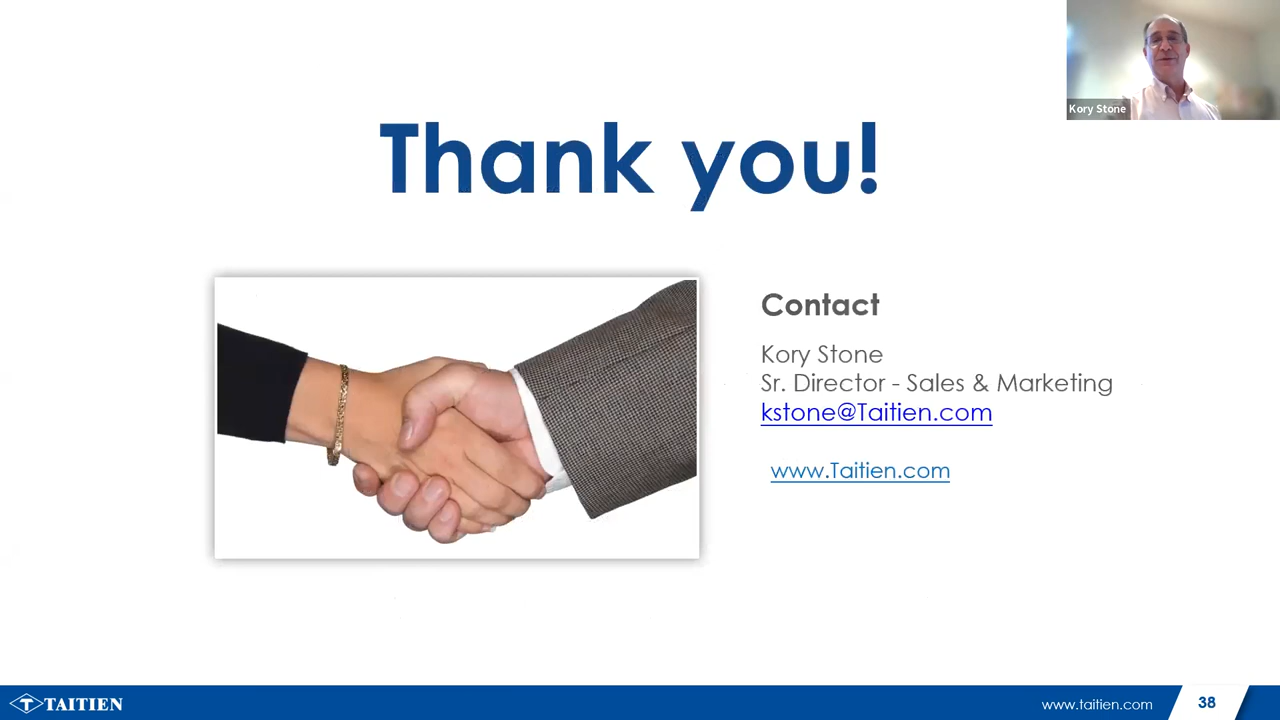 Kory Stone
Thank you!
Contact
Kory Stone
Sr. Director - Sales & Marketing
kstone@Taitien.com
www.Taitien.com
T TAITIEN
www.taitien.com
38